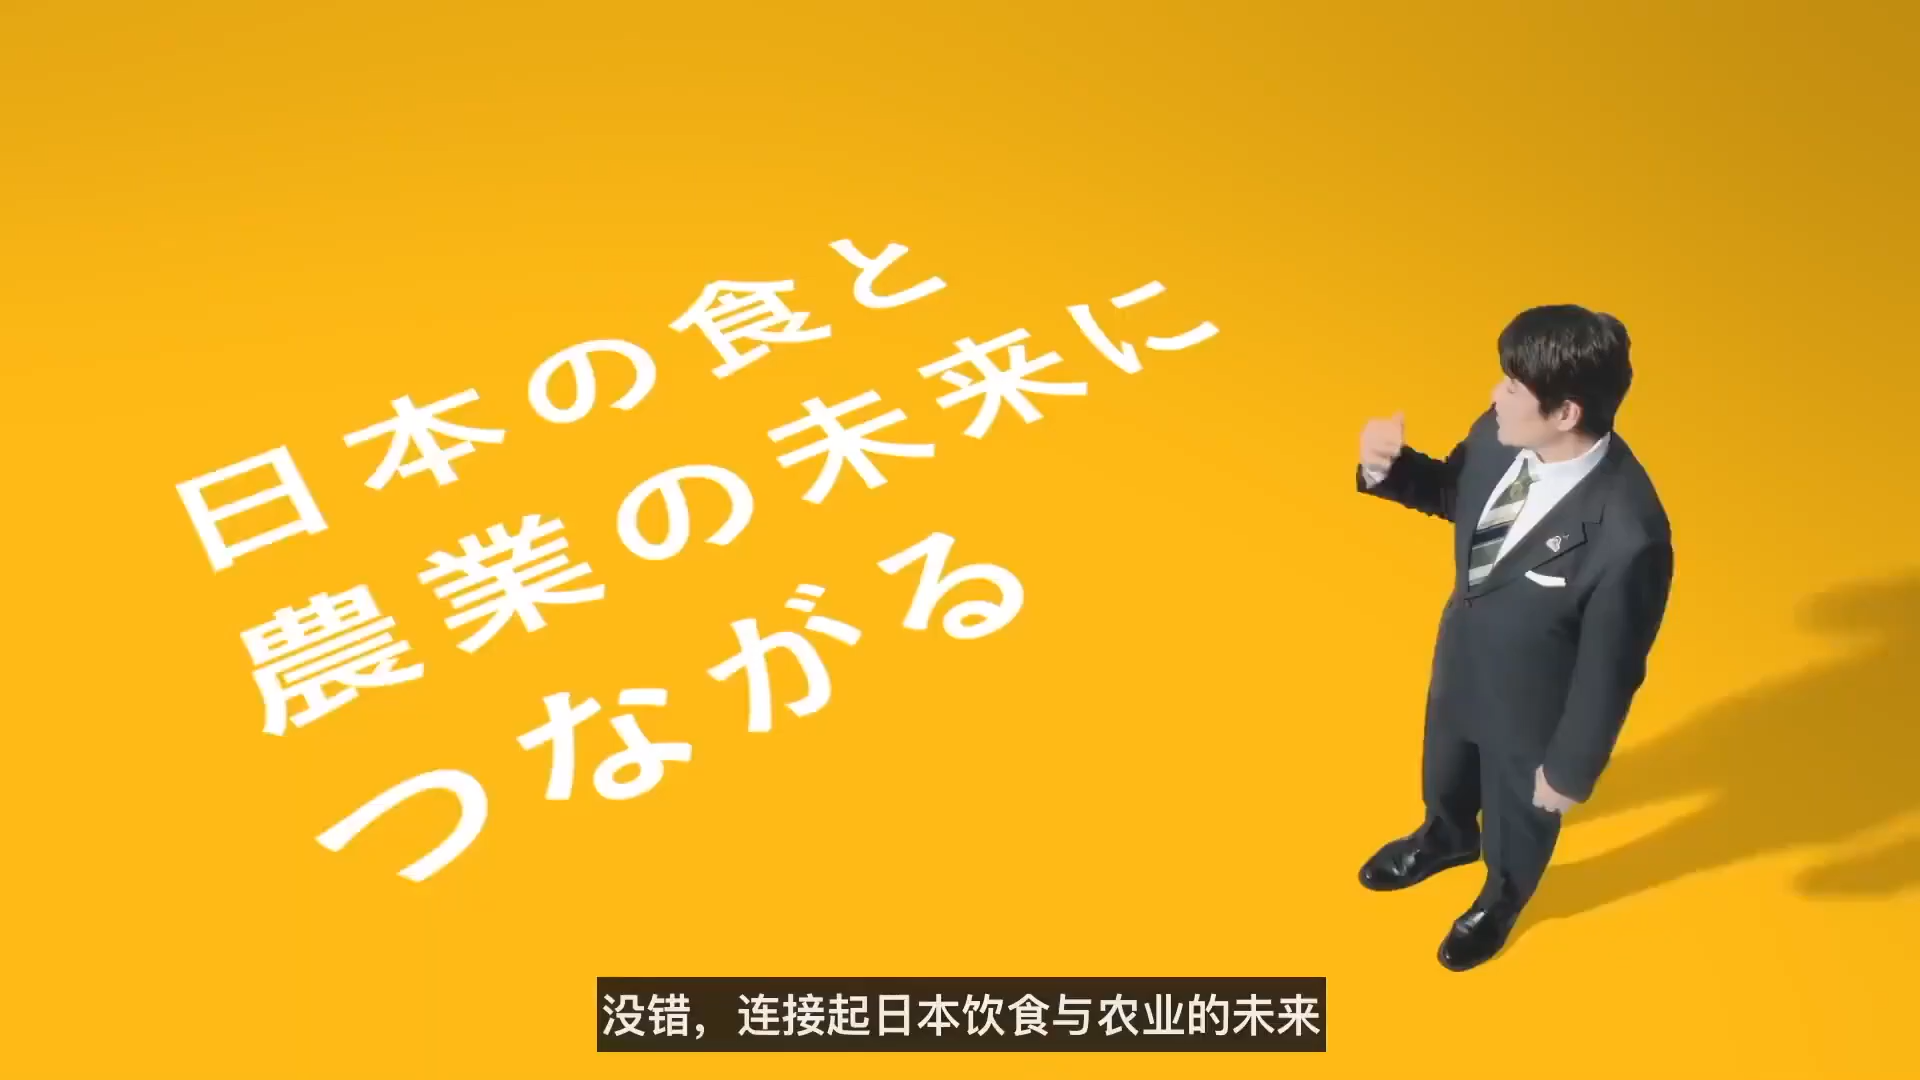 日本の食と
農業の未来に
つながる
没错，连接起日本饮食与农业的未来